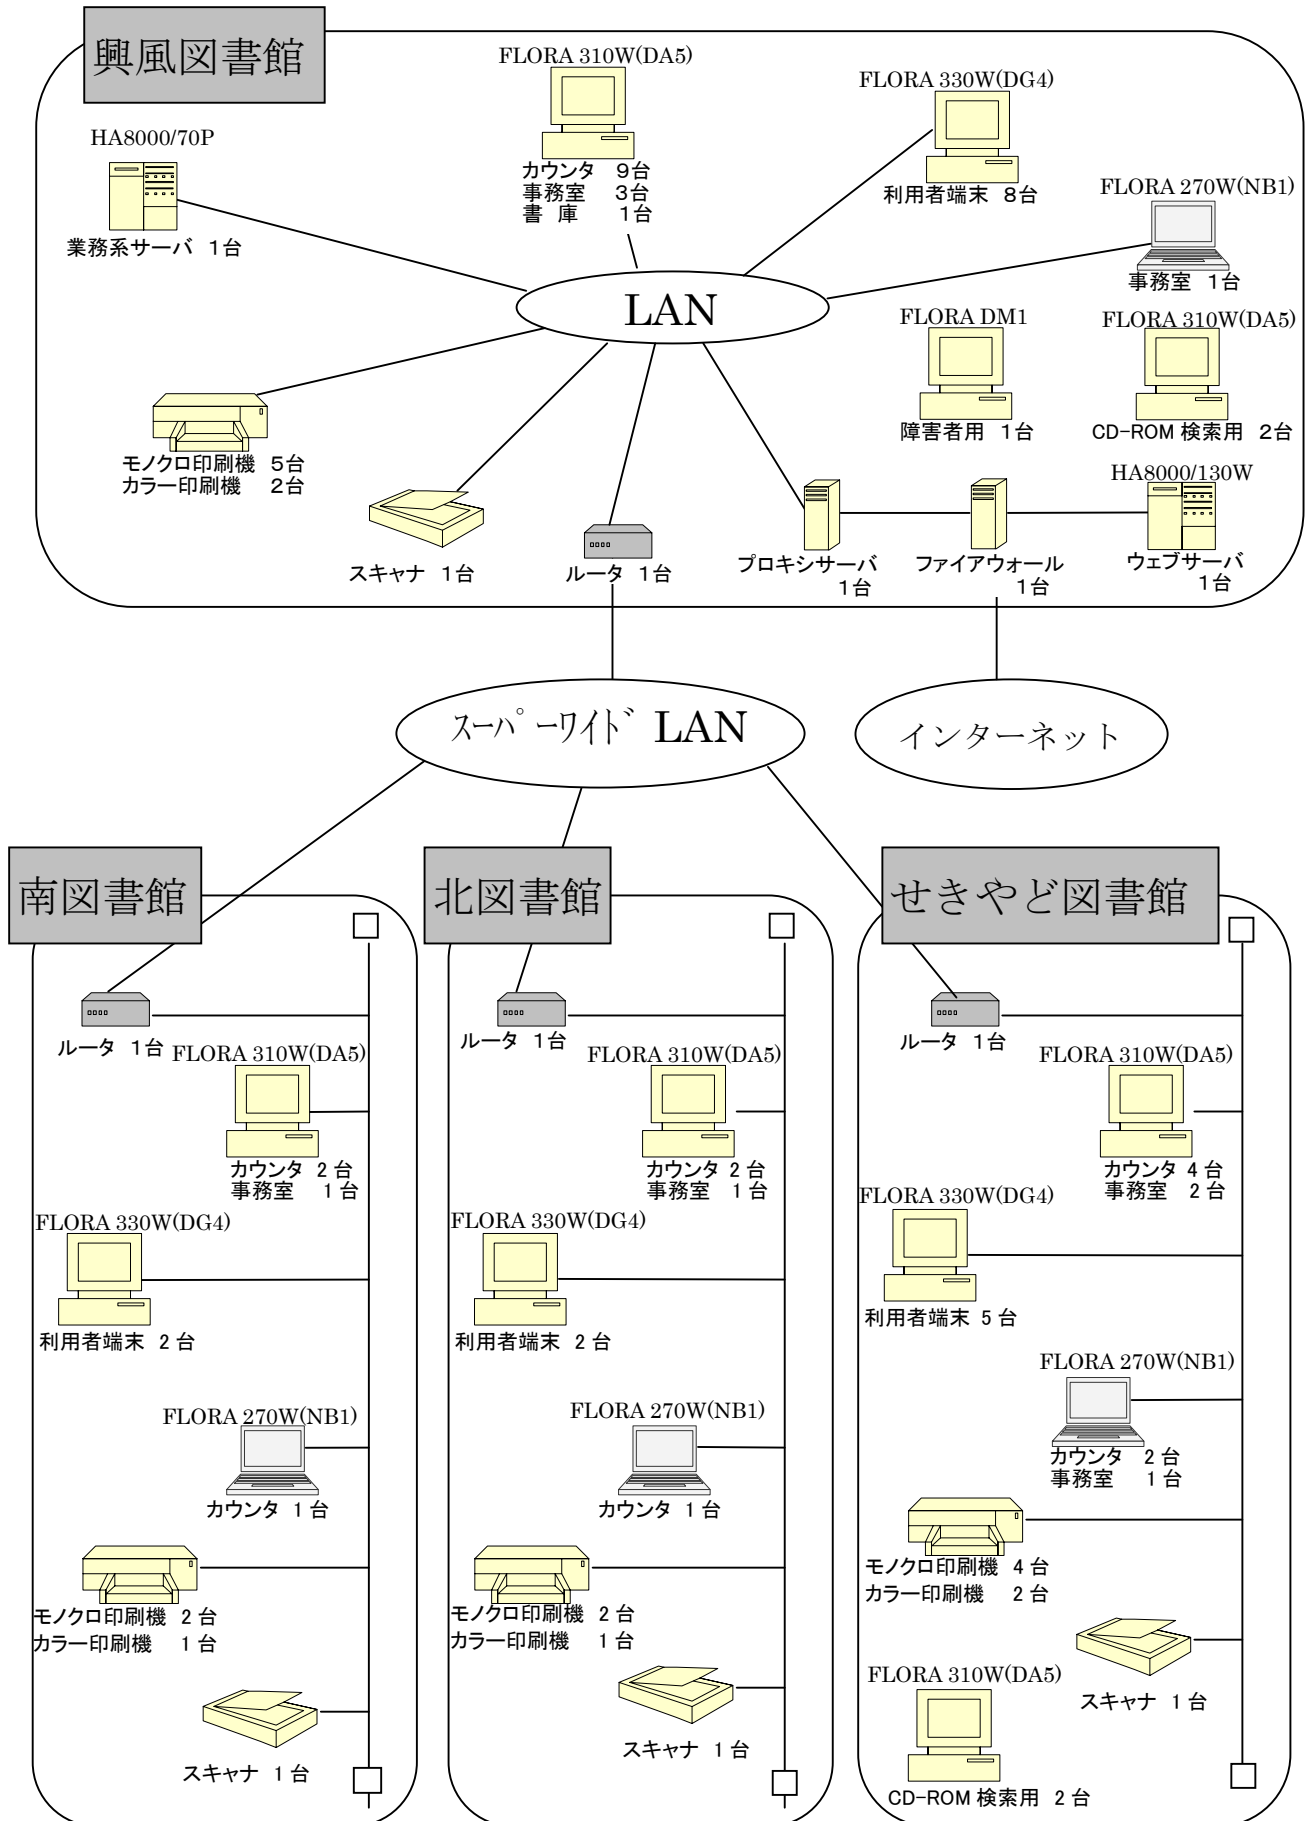 興風図書館
FLORA 310W(DA5)
カウンタ 9台
事務室 3台
書 庫 1台
FLORA 330W(DG4)
利用者端末 8台
HA8000/70P
業務系サーバ 1台
FLORA 270W(NB1)
事務室 1台
LAN
FLORA DM1
障害者用 1台
FLORA 310W(DA5)
CD-ROM 検索用 2台
モノクロ印刷機 5台
カラー印刷機 2台
スキャナ 1台
ルータ 1台
プロキシサーバ
1台
ファイアウォール
1台
HA8000/130W
ウェブサーバ
1台
スーパーワイド LAN
インターネット
南図書館
ルータ 1台
FLORA 310W(DA5)
カウンタ 2台
事務室 1台
FLORA 330W(DG4)
利用者端末 2台
FLORA 270W(NB1)
カウンタ 1台
モノクロ印刷機 2台
カラー印刷機 1台
スキャナ 1台
北図書館
ルータ 1台
FLORA 310W(DA5)
カウンタ 2台
事務室 1台
FLORA 330W(DG4)
利用者端末 2台
FLORA 270W(NB1)
カウンタ 1台
モノクロ印刷機 2台
カラー印刷機 1台
スキャナ 1台
せきやど図書館
ルータ 1台
FLORA 310W(DA5)
カウンタ 4台
事務室 2台
FLORA 330W(DG4)
利用者端末 5台
FLORA 270W(NB1)
カウンタ 2台
事務室 1台
モノクロ印刷機 4台
カラー印刷機 2台
スキャナ 1台
FLORA 310W(DA5)
CD-ROM 検索用 2台